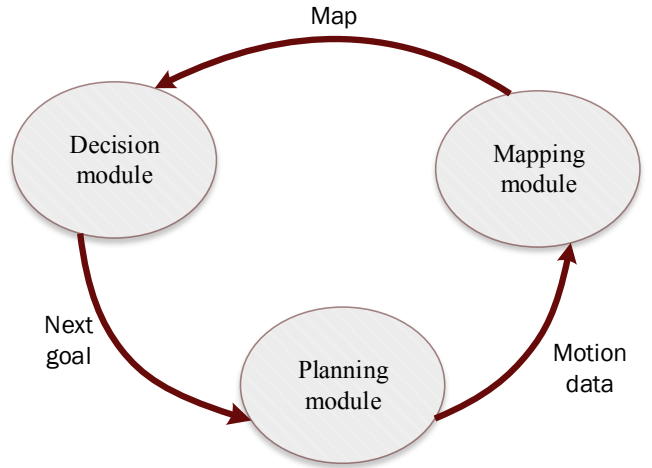 Map
Decision
module
Mapping
module
Next
goal
Planning
module
Motion
data